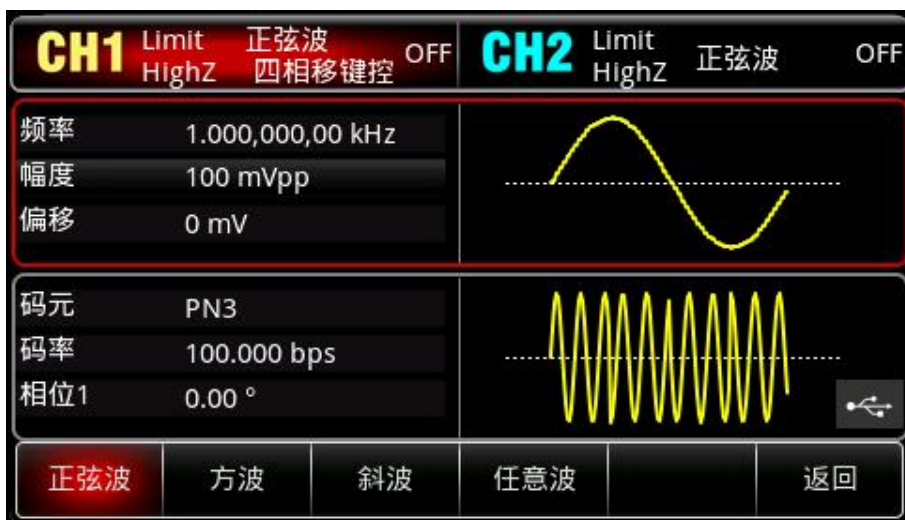 CH1 Limit 正弦波 OFF CH2 Limit 正弦波 OFF
HighZ 四相移键控 HighZ
频率 1.000,000,00 kHz
幅度 100 mVpp
偏移 0 mV
码元 PN3
码率 100.000 bps
相位1 0.00 °
正弦波 方波 斜波 任意波 返回